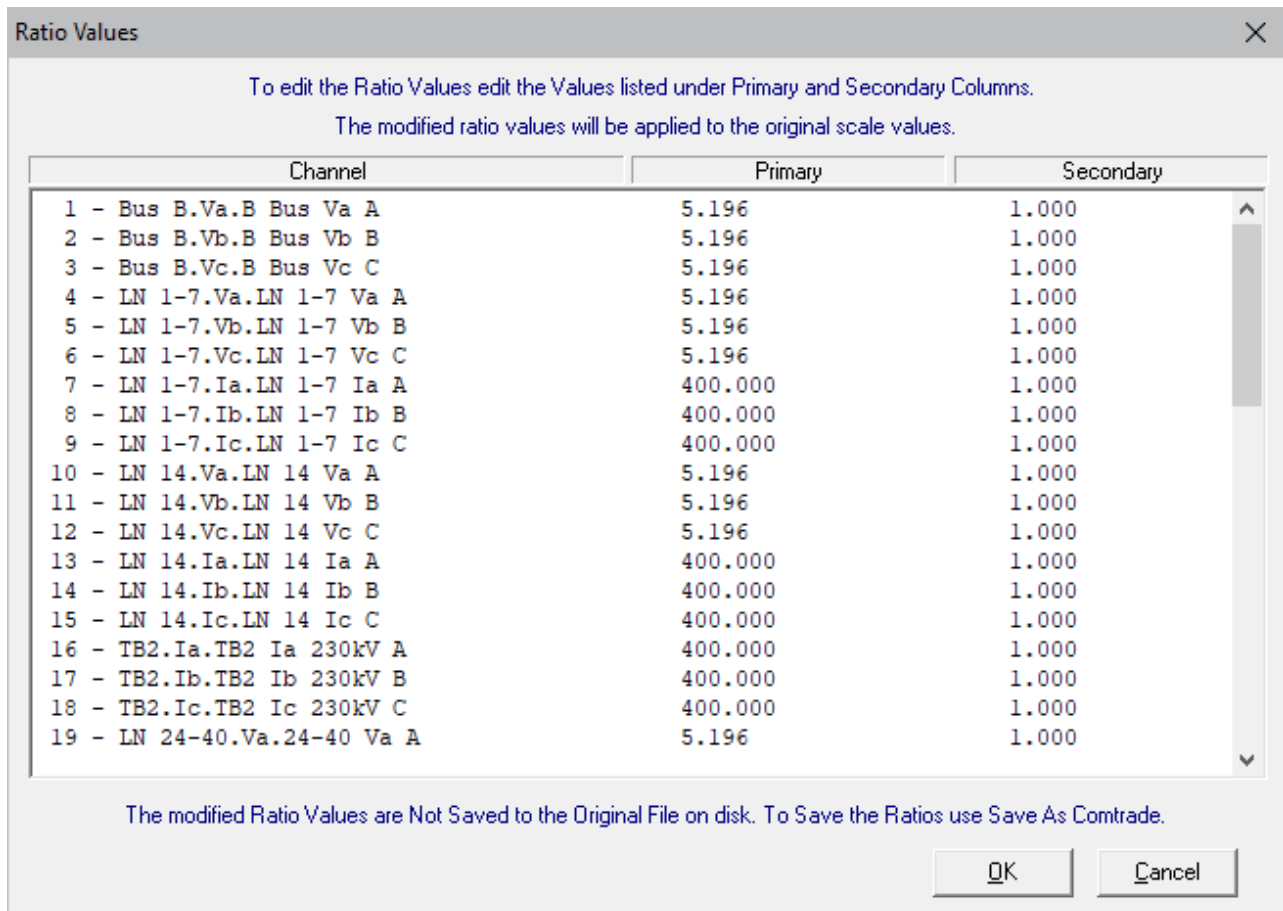 Ratio Values
To edit the Ratio Values edit the Values listed under Primary and Secondary Columns.
The modified ratio values will be applied to the original scale values.
Channel Primary Secondary
1 - Bus B.Va.B Bus Va A 5.196 1.000
2 - Bus B.Vb.B Bus Vb B 5.196 1.000
3 - Bus B.Vc.B Bus Vc C 5.196 1.000
4 - LN 1-7.Va.LN 1-7 Va A 5.196 1.000
5 - LN 1-7.Vb.LN 1-7 Vb B 5.196 1.000
6 - LN 1-7.Vc.LN 1-7 Vc C 5.196 1.000
7 - LN 1-7.Ia.LN 1-7 Ia A 400.000 1.000
8 - LN 1-7.Ib.LN 1-7 Ib B 400.000 1.000
9 - LN 1-7.Ic.LN 1-7 Ic C 400.000 1.000
10 - LN 14.Va.LN 14 Va A 5.196 1.000
11 - LN 14.Vb.LN 14 Vb B 5.196 1.000
12 - LN 14.Vc.LN 14 Vc C 5.196 1.000
13 - LN 14.Ia.LN 14 Ia A 400.000 1.000
14 - LN 14.Ib.LN 14 Ib B 400.000 1.000
15 - LN 14.Ic.LN 14 Ic C 400.000 1.000
16 - TB2.Ia.TB2 Ia 230kV A 400.000 1.000
17 - TB2.Ib.TB2 Ib 230kV B 400.000 1.000
18 - TB2.Ic.TB2 Ic 230kV C 400.000 1.000
19 - LN 24-40.Va.24-40 Va A 5.196 1.000
The modified Ratio Values are Not Saved to the Original File on disk. To Save the Ratios use Save As Comtrade.
OK Cancel